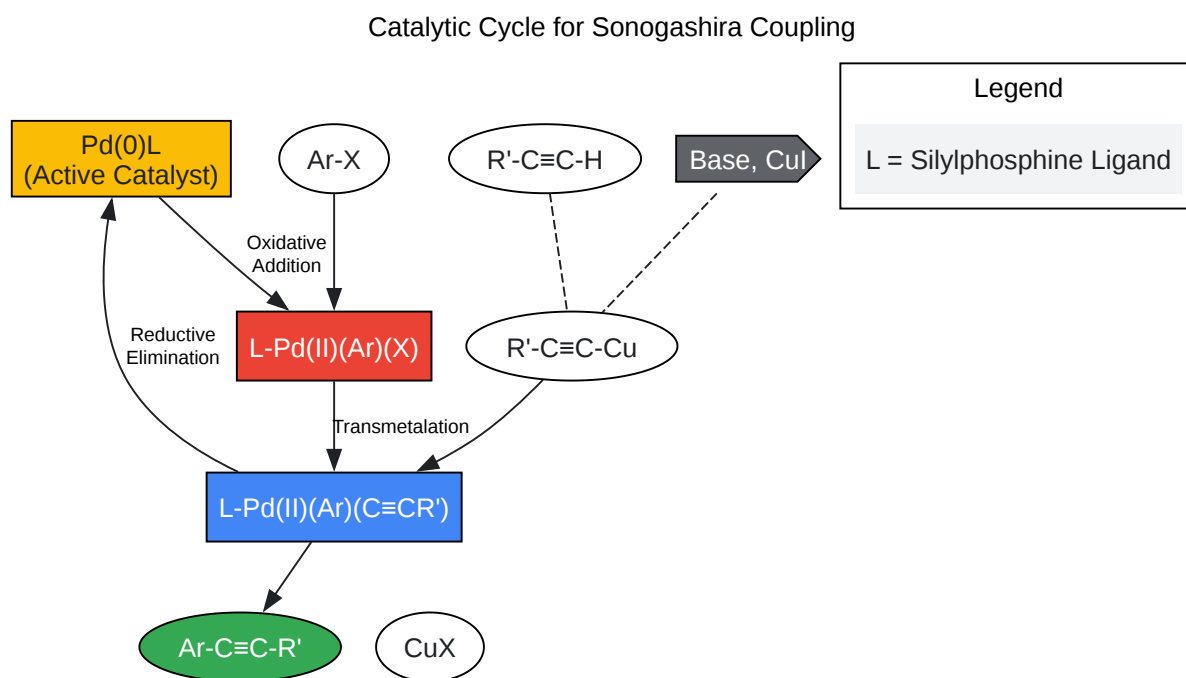 Catalytic Cycle for Sonogashira Coupling
Legend
L = Silylphosphine Ligand
Pd(0)L
(Active Catalyst)
Ar-X
R'-C≡C-H
Base, CuI
Oxidative
Addition
Reductive
Elimination
L-Pd(II)(Ar)(X)
R'-C≡C-Cu
Transmetalation
L-Pd(II)(Ar)(C≡CR')
Ar-C≡C-R'
CuX